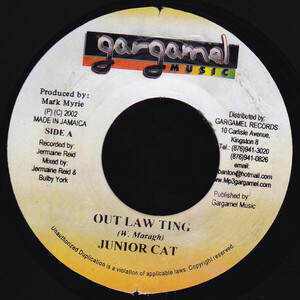 gargamel
MUSIC
Produced by:
Mark Myrie
(P) (C) 2002
MADE IN JAMAICA
SIDE A
Recorded by:
Jermaine Reid
Mixed by:
Jermaine Reid &
Bulby York
Distributed by:
GARGAMEL RECORDS
10 Carlisle Avenue,
Kingston 8
Tel: (876)941-3020
(876)941-0826
email:
banton@hotmail.com
www.Mp3gargamel.com
Published by:
Gargamel Music
OUT LAW TING
(W. Maragh)
JUNIOR CAT
Unauthorized Duplication is a violation of applicable laws. Copyright Reserved.